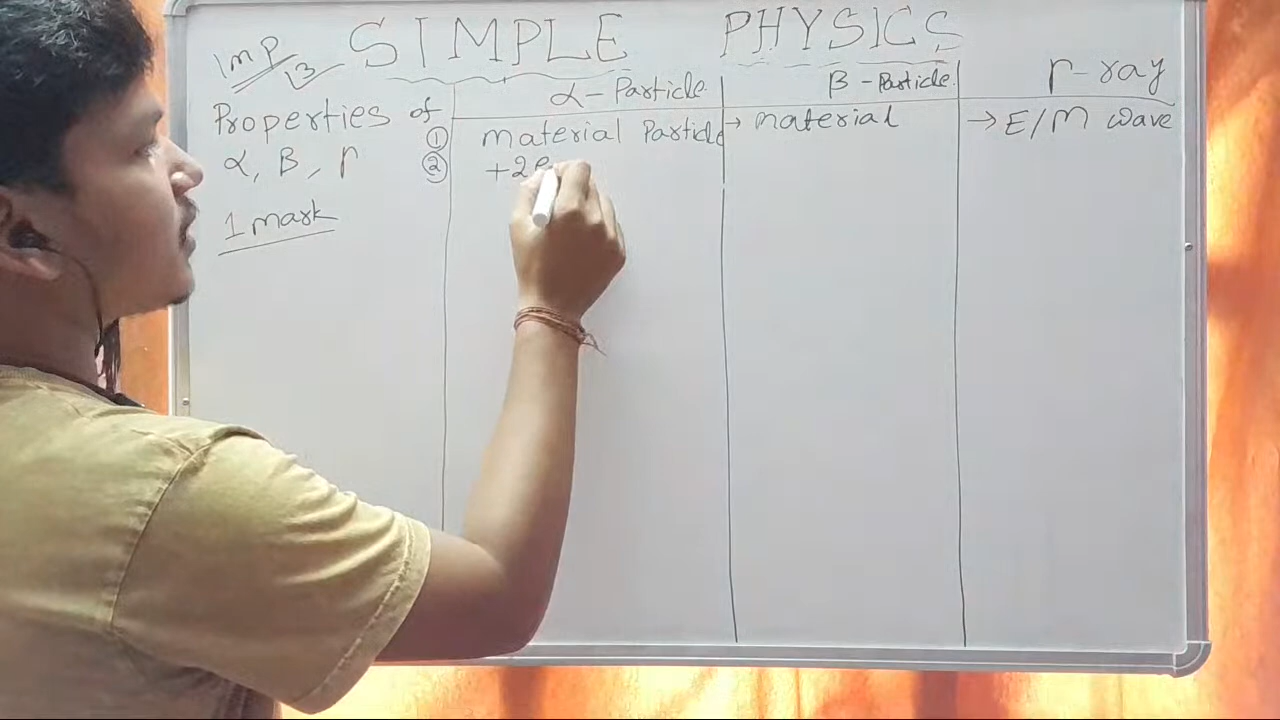 Imp 13 SIMPLE PHYSICS
Properties of
α, β, r
1 mark
α - Particle β - Particle r - ray
① material Particle → material → E/M wave
② +2e